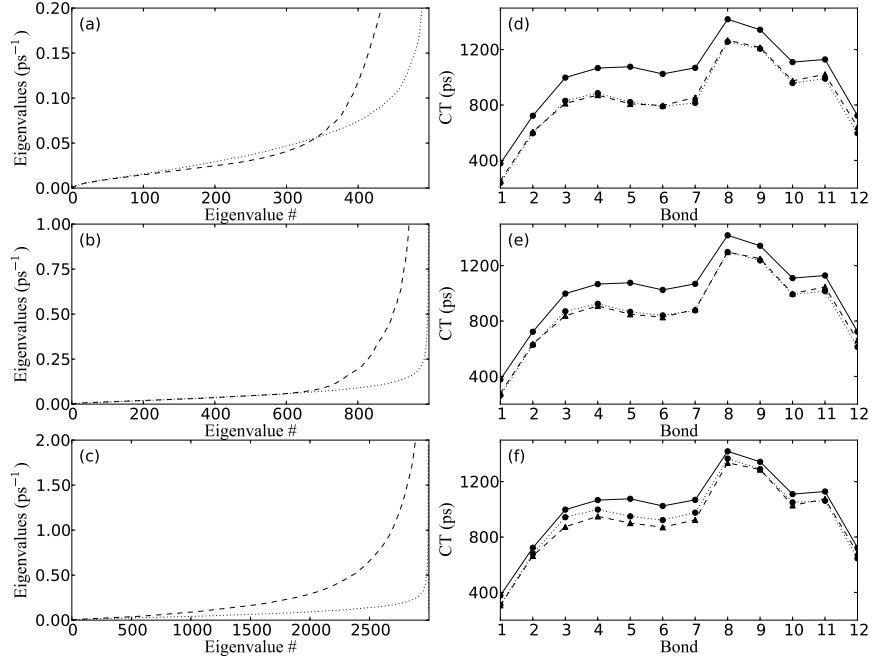 (a)
0.20
0.15
0.10
0.05
0.00
Eigenvalues (ps−1)
0 100 200 300 400
Eigenvalue #
(d)
1200
800
400
CT (ps)
1 2 3 4 5 6 7 8 9 10 11 12
Bond
(b)
1.00
0.75
0.50
0.25
0.00
Eigenvalues (ps−1)
0 200 400 600 800
Eigenvalue #
(e)
1200
800
400
CT (ps)
1 2 3 4 5 6 7 8 9 10 11 12
Bond
(c)
2.00
1.50
1.00
0.50
0.00
Eigenvalues (ps−1)
0 500 1000 1500 2000 2500
Eigenvalue #
(f)
1200
800
400
CT (ps)
1 2 3 4 5 6 7 8 9 10 11 12
Bond